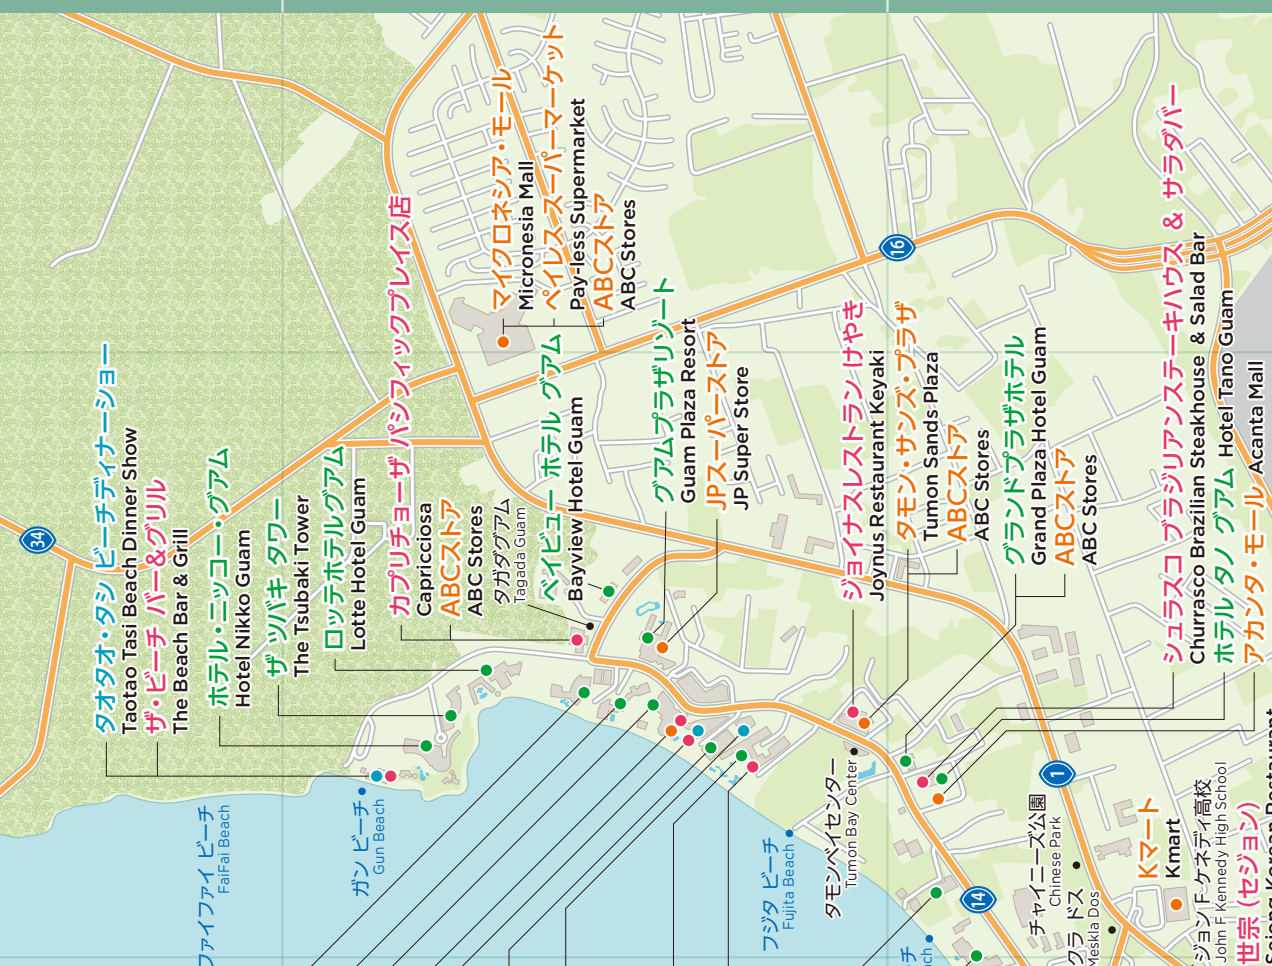 タオタオ・タシ ビーチディナーショー
Taotao Tasi Beach Dinner Show
ザ・ビーチ バー&グリル
The Beach Bar & Grill
ホテル・ニッコー・グアム
Hotel Nikko Guam
ザ ツバキ タワー
The Tsubaki Tower
ロッテホテルグアム
Lotte Hotel Guam
カプリチョーザ パシフィックプレイス店
Capricciosa
ABCストア
ABC Stores
タガダグアム
Tagada Guam
マイクロネシア・モール
Micronesia Mall
ペイレススーパーマーケット
Pay-less Supermarket
ABCストア
ABC Stores
ベイビュー ホテル グアム
Bayview Hotel Guam
グアムプラザリゾート
Guam Plaza Resort
JPスーパーストア
JP Super Store
ジョイナスレストラン けやき
Joynus Restaurant Keyaki
タモン・サンズ・プラザ
Tumon Sands Plaza
ABCストア
ABC Stores
グランドプラザホテル
Grand Plaza Hotel Guam
ABCストア
ABC Stores
シュラスコ ブラジリアンステーキハウス & サラダバー
Churrasco Brazilian Steakhouse & Salad Bar
ホテル タノ グアム Hotel Tano Guam
アカンタ・モール Acanta Mall
ファイファイ ビーチ
FaiFai Beach
ガン ビーチ
Gun Beach
フジタ ビーチ
Fujita Beach
タモンベイセンター
Tumon Bay Center
チャイニーズ公園
Chinese Park
クラ ドス
Meskla Dos
Kマート
Kmart
ジョン F・ケネディ高校
John F. Kennedy High School
世宗 (セジョン)
Sejong Korean Restaurant
チ
ach
34
16
1
14